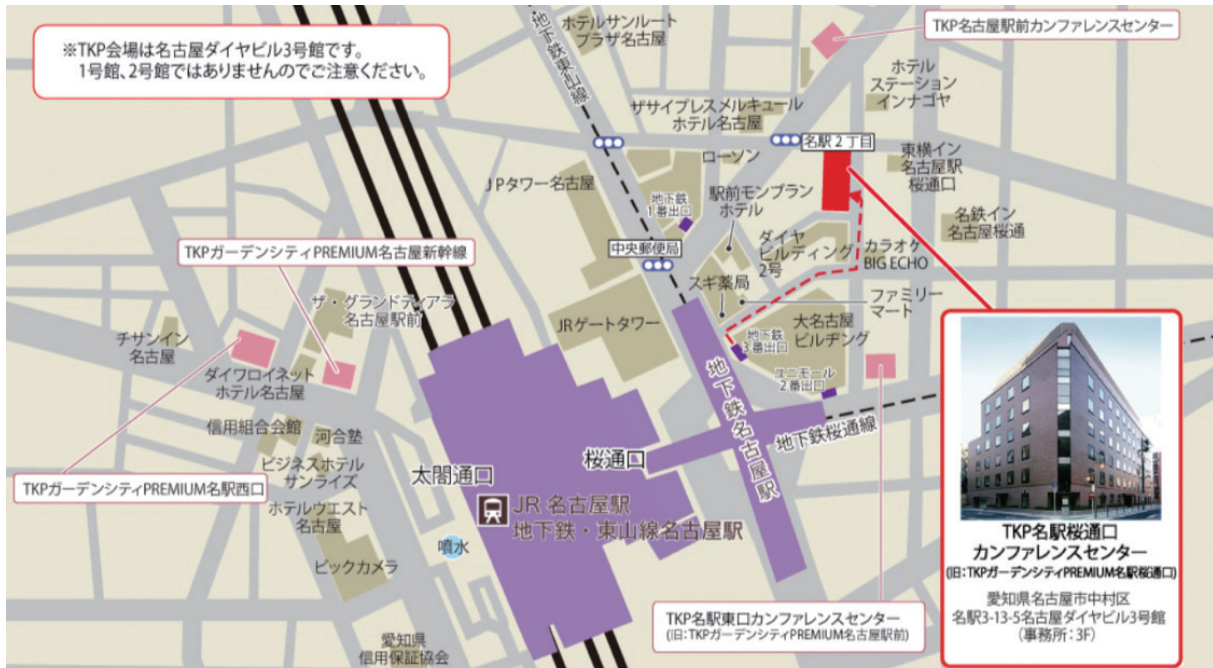 ※TKP会場は名古屋ダイヤビル3号館です。
1号館、2号館ではありませんのでご注意ください。
ホテルサンルート
プラザ名古屋
地下鉄東山線
TKP名古屋駅前カンファレンスセンター
ホテル
ステーション
インナゴヤ
ザサイプレスメルキュール
ホテル名古屋
名駅2丁目
ローソン
東横イン
名古屋駅
桜通口
JPタワー名古屋
地下鉄
1番出口
駅前モンブラン
ホテル
名鉄イン
名古屋桜通
中央郵便局
ダイヤ
ビルディング
2号
カラオケ
BIG ECHO
TKPガーデンシティPREMIUM名古屋新幹線
スギ薬局
ファミリー
マート
ザ・グランドティアラ
名古屋駅前
JRゲートタワー
大名古屋
ビルヂング
地下鉄
3番出口
チサンイン
名古屋
ダイワロイネット
ホテル名古屋
ユニモール
2番出口
地下鉄名古屋駅
地下鉄桜通線
信用組合会館
河合塾
ビジネスホテル
サンライズ
太閤通口
桜通口
TKPガーデンシティPREMIUM名駅西口
ホテルウエスト
名古屋
JR 名古屋駅
地下鉄・東山線名古屋駅
噴水
ビックカメラ
愛知県
信用保証協会
TKP名駅東口カンファレンスセンター
(旧：TKPガーデンシティPREMIUM名古屋駅前)
TKP名駅桜通口
カンファレンスセンター
(旧：TKPガーデンシティPREMIUM名駅桜通口)
愛知県名古屋市中村区
名駅3-13-5名古屋ダイヤビル3号館
（事務所：3F）